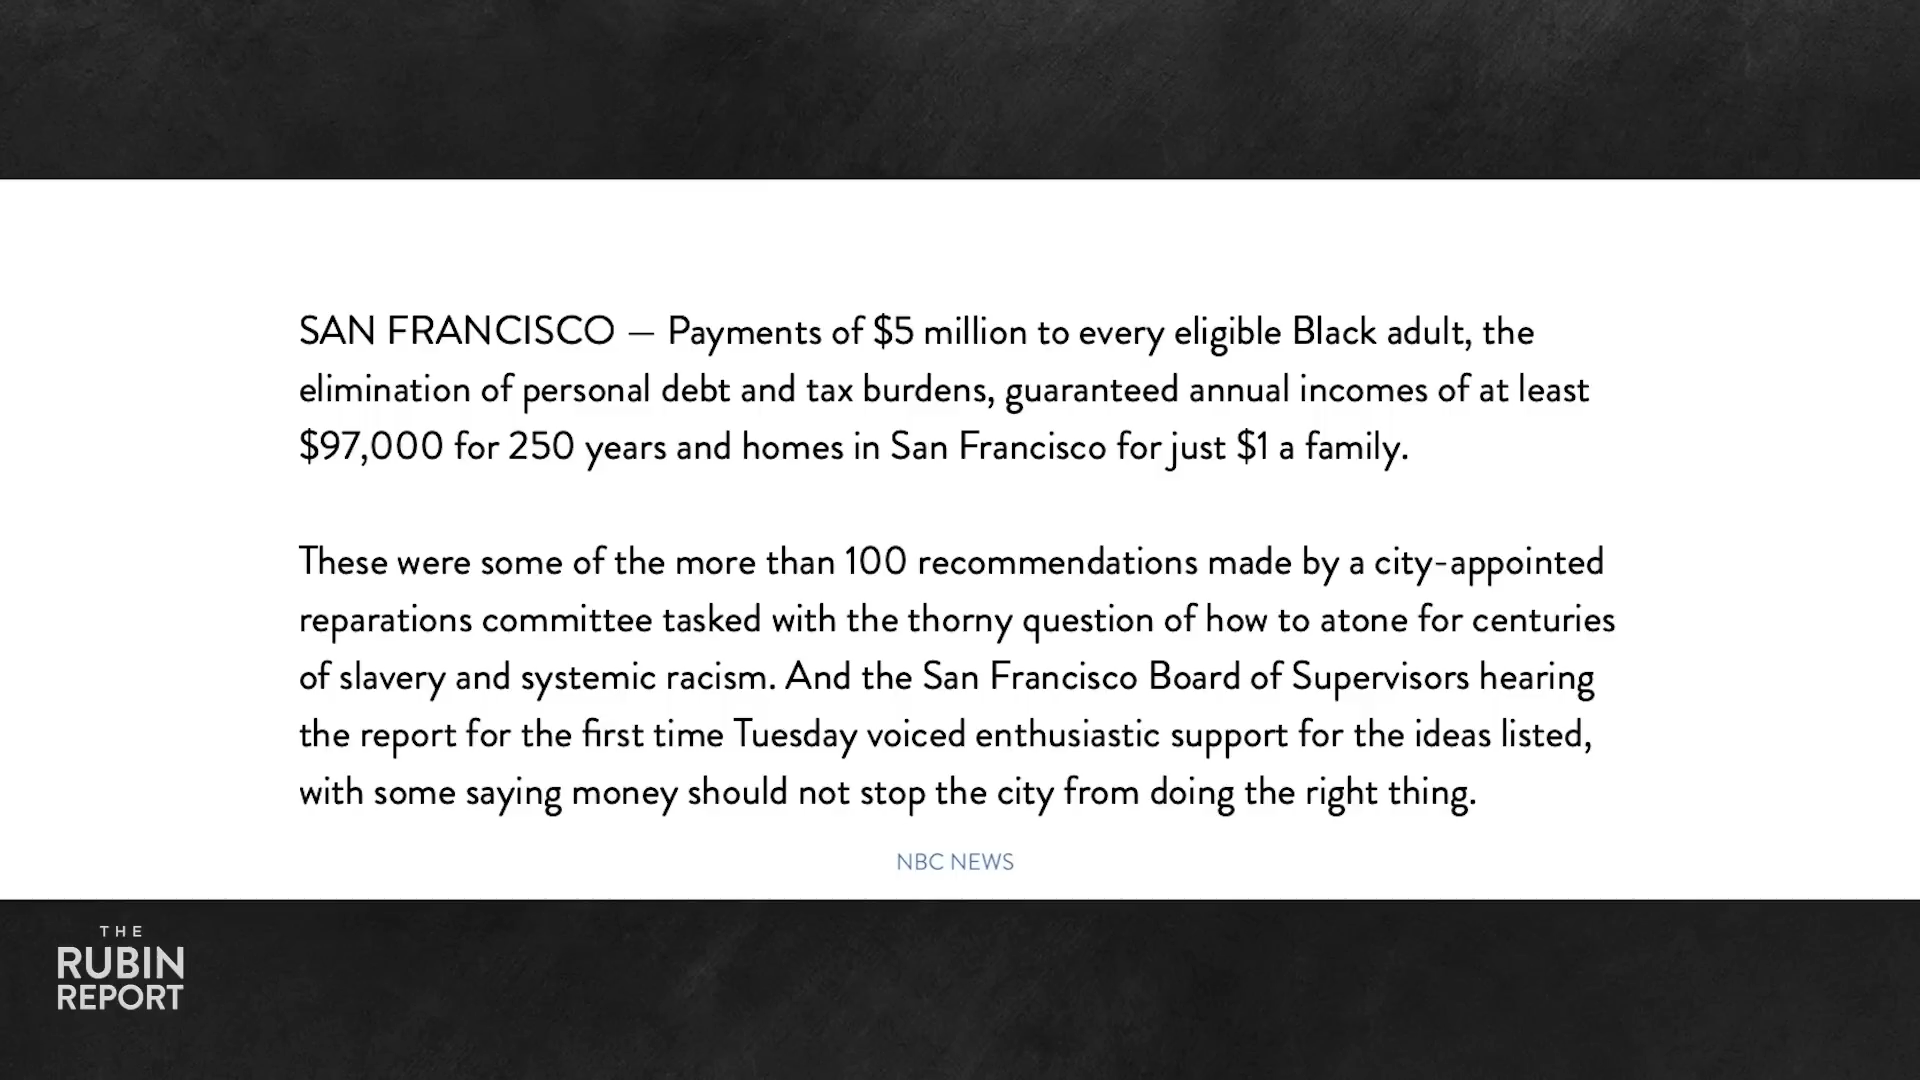 SAN FRANCISCO — Payments of $5 million to every eligible Black adult, the
elimination of personal debt and tax burdens, guaranteed annual incomes of at least
$97,000 for 250 years and homes in San Francisco for just $1 a family.
These were some of the more than 100 recommendations made by a city-appointed
reparations committee tasked with the thorny question of how to atone for centuries
of slavery and systemic racism. And the San Francisco Board of Supervisors hearing
the report for the first time Tuesday voiced enthusiastic support for the ideas listed,
with some saying money should not stop the city from doing the right thing.
NBC NEWS
THE
RUBIN
REPORT